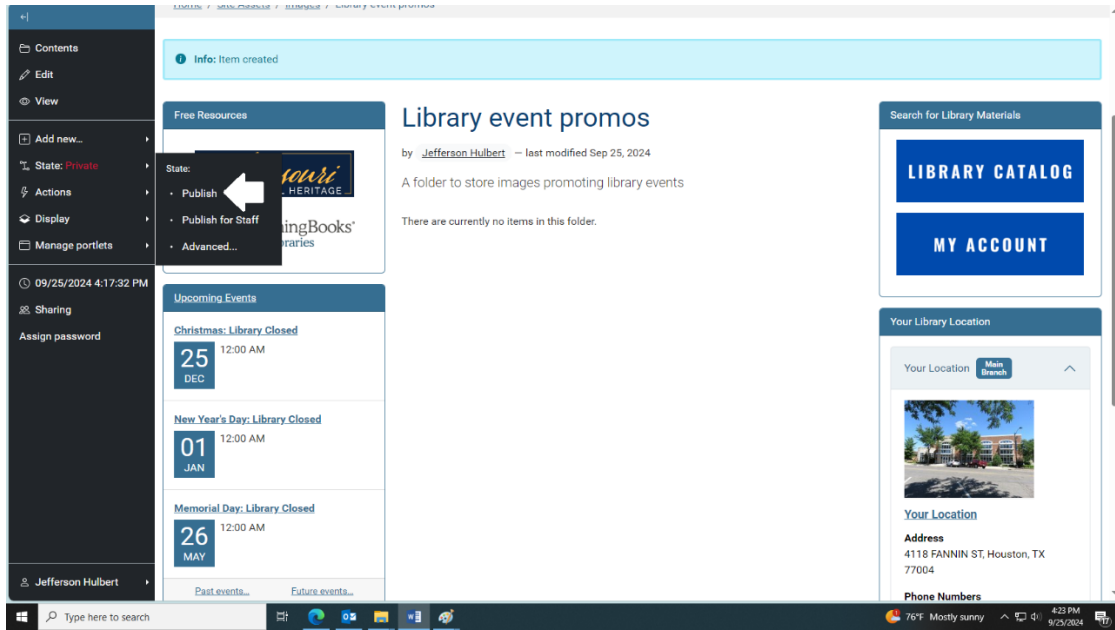 Home / Site Assets / Images / Library event promos
Contents
Edit
View
Add new...
State: Private
Actions
Display
Manage portlets
09/25/2024 4:17:32 PM
Sharing
Assign password
Jefferson Hulbert
State:
Publish
Publish for Staff
Advanced...
Info: Item created
Free Resources
HERITAGE
Upcoming Events
Christmas: Library Closed
25
DEC
12:00 AM
New Year's Day: Library Closed
01
JAN
12:00 AM
Memorial Day: Library Closed
26
MAY
12:00 AM
Past events...
Future events...
Library event promos
by Jefferson Hulbert — last modified Sep 25, 2024
A folder to store images promoting library events
There are currently no items in this folder.
Search for Library Materials
LIBRARY CATALOG
MY ACCOUNT
Your Library Location
Your Location Main Branch
Your Location
Address
4118 FANNIN ST, Houston, TX
77004
Phone Numbers
Type here to search
76°F Mostly sunny
4:23 PM
9/25/2024